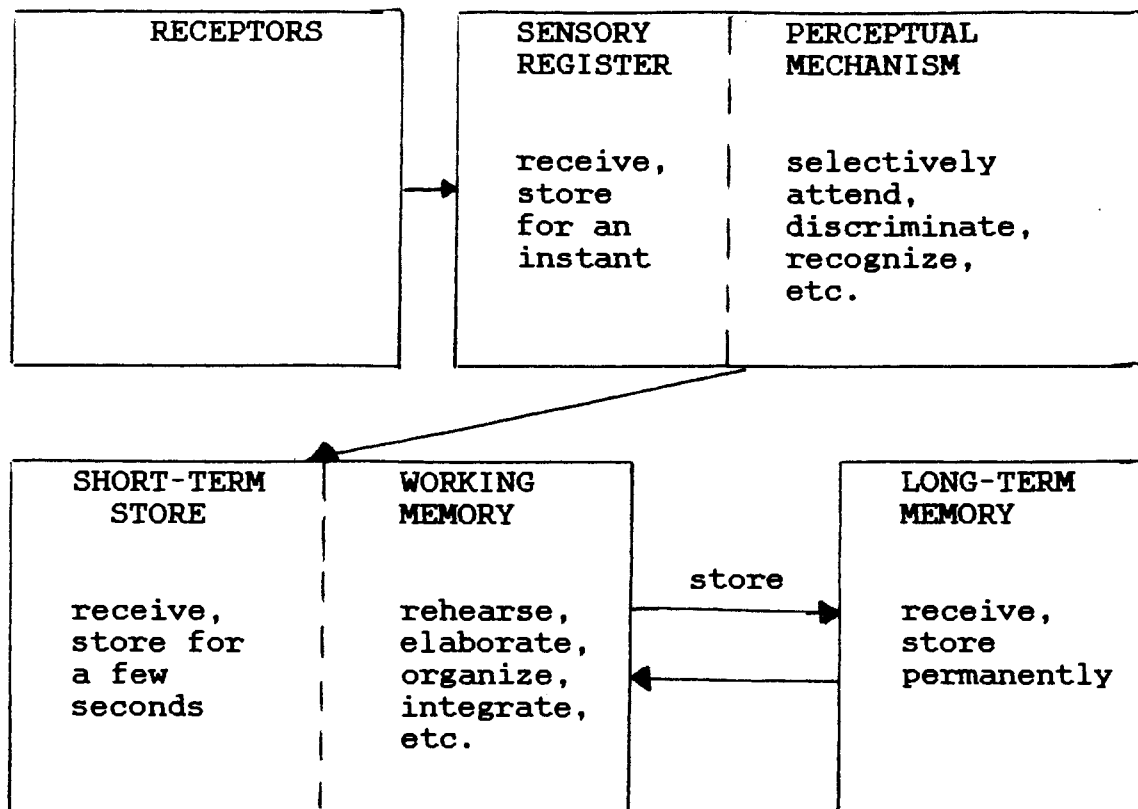 RECEPTORS
SENSORY
REGISTER
receive,
store
for an
instant
PERCEPTUAL
MECHANISM
selectively
attend,
discriminate,
recognize,
etc.
SHORT-TERM
STORE
receive,
store for
a few
seconds
WORKING
MEMORY
rehearse,
elaborate,
organize,
integrate,
etc.
store
LONG-TERM
MEMORY
receive,
store
permanently